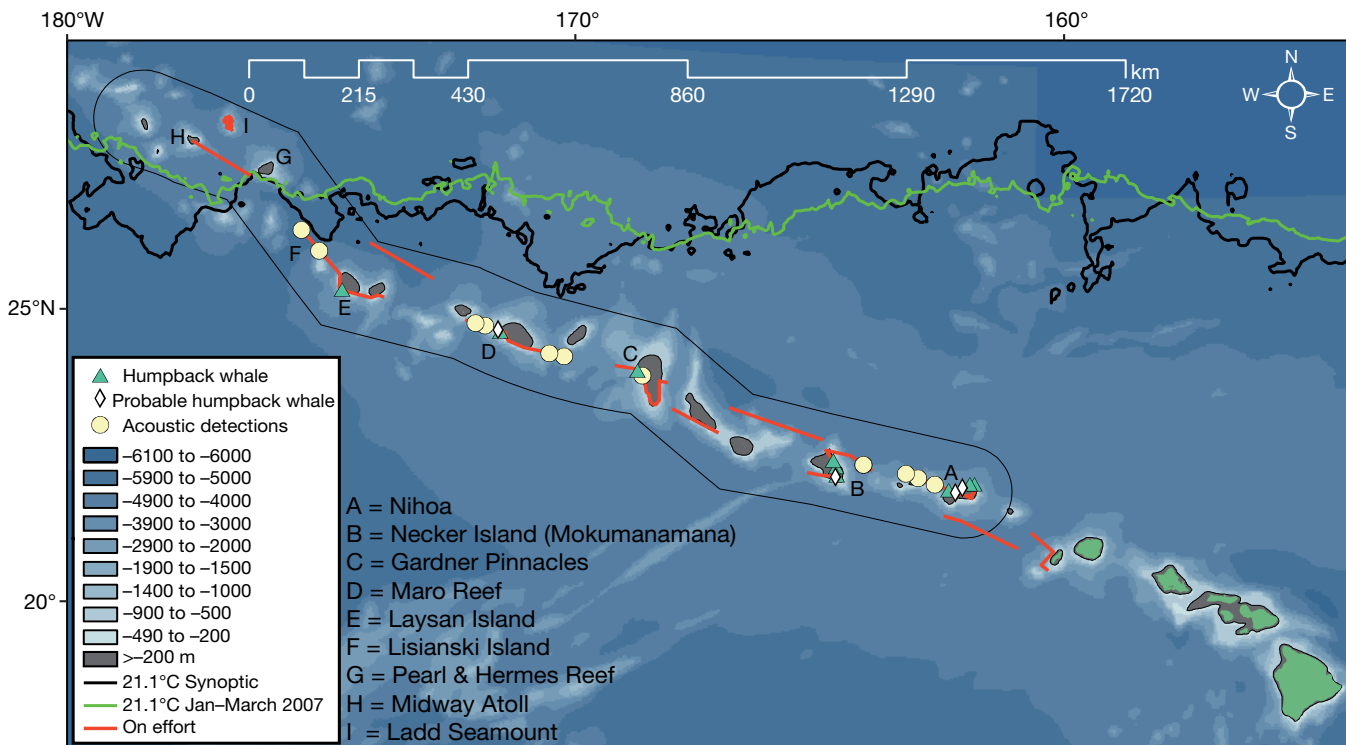 180°W 170° 160°
km
0 215 430 860 1290 1720
N
W E
S
I
H
G
F
25°N
E
D
C
Humpback whale
Probable humpback whale
Acoustic detections
–6100 to –6000
A
–5900 to –5000
B
–4900 to –4000
A = Nihoa
–3900 to –3000
B = Necker Island (Mokumanamana)
–2900 to –2000
C = Gardner Pinnacles
–1900 to –1500
D = Maro Reef
–1400 to –1000
20°
–900 to –500
E = Laysan Island
–490 to –200
F = Lisianski Island
>–200 m
G = Pearl & Hermes Reef
21.1°C Synoptic
H = Midway Atoll
21.1°C Jan–March 2007
I = Ladd Seamount
On effort